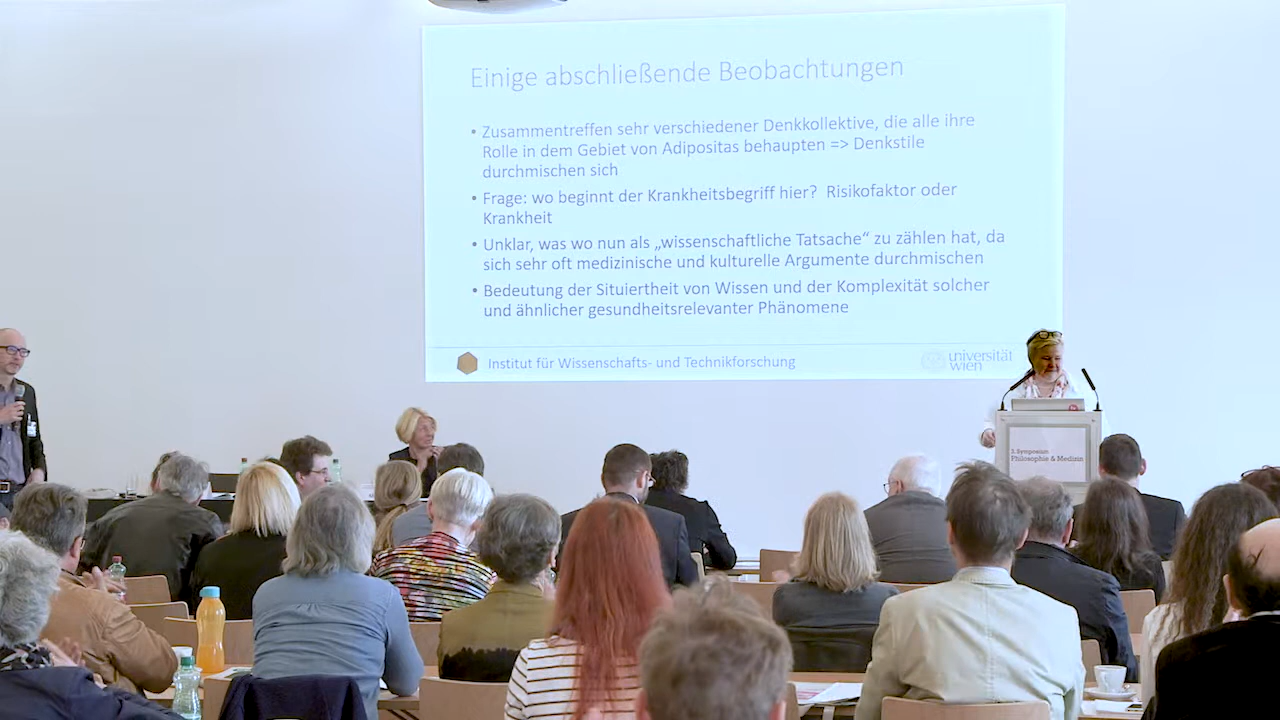 Einige abschließende Beobachtungen
• Zusammentreffen sehr verschiedener Denkkollektive, die alle ihre
Rolle in dem Gebiet von Adipositas behaupten => Denkstile
durchmischen sich
• Frage: wo beginnt der Krankheitsbegriff hier? Risikofaktor oder
Krankheit
• Unklar, was wo nun als „wissenschaftliche Tatsache“ zu zählen hat, da
sich sehr oft medizinische und kulturelle Argumente durchmischen
• Bedeutung der Situiertheit von Wissen und der Komplexität solcher
und ähnlicher gesundheitsrelevanter Phänomene
Institut für Wissenschafts- und Technikforschung
universität
wien
3. Symposium
Philosophie & Medizin